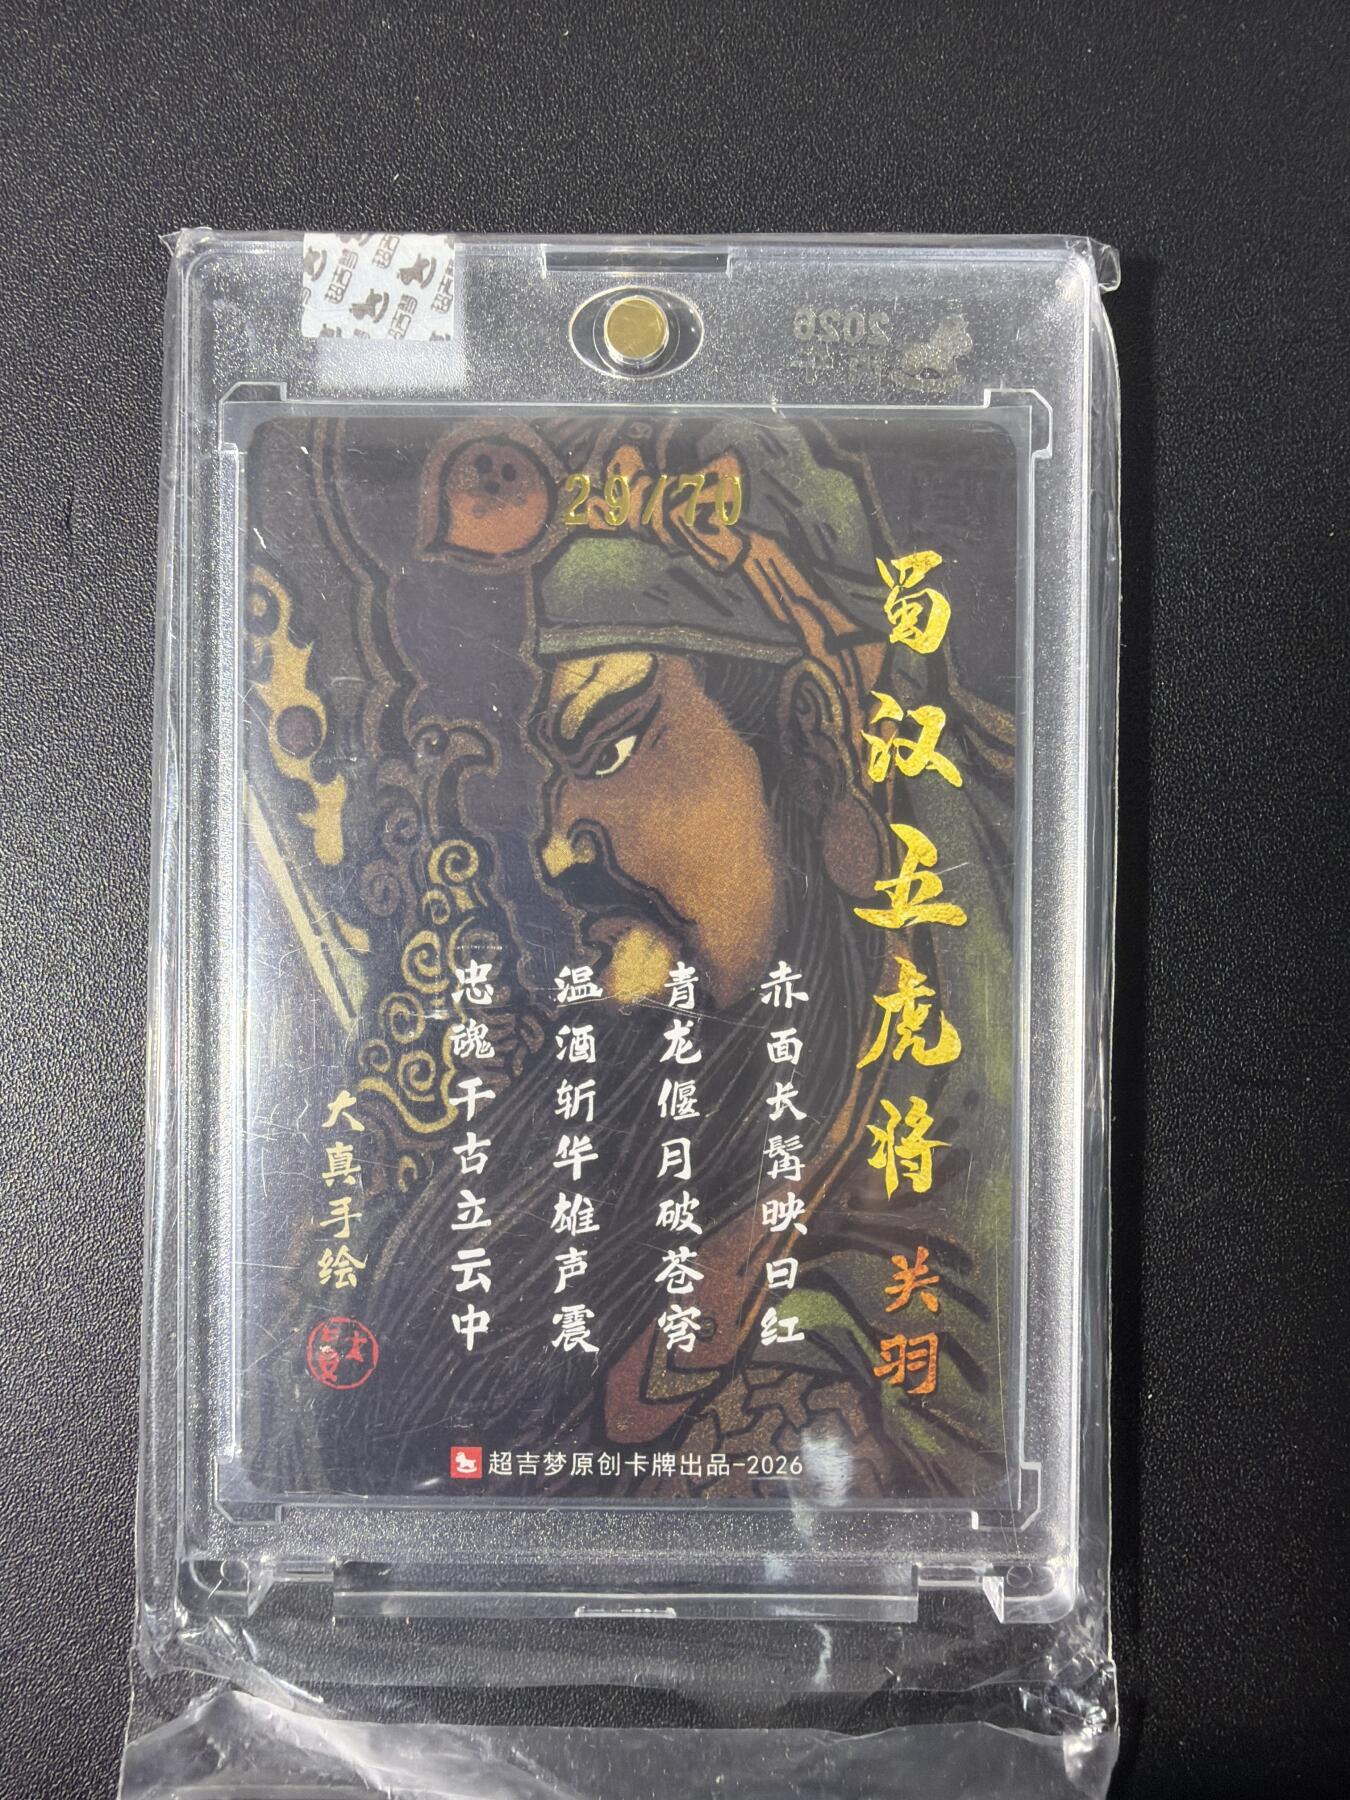 29/70
蜀汉五虎将
关羽
赤面长髯映日红
青龙偃月破苍穹
温酒斩华雄声震
忠魂千古立云中
大真手绘
超吉梦原创卡牌出品-2026
2026